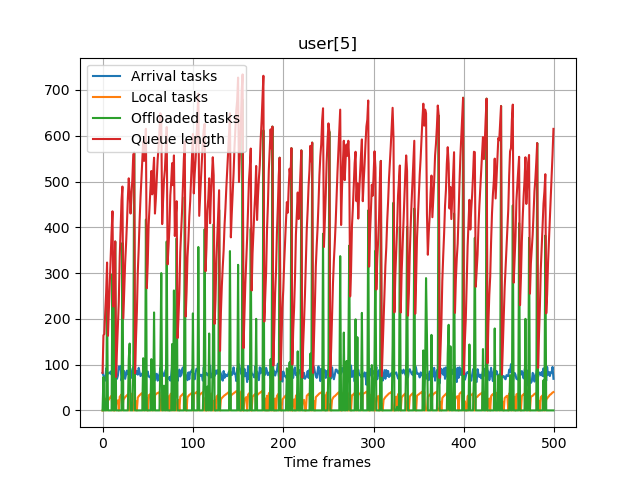 user[5]
Arrival tasks
Local tasks
Offloaded tasks
Queue length
700
600
500
400
300
200
100
0
0 100 200 300 400 500
Time frames